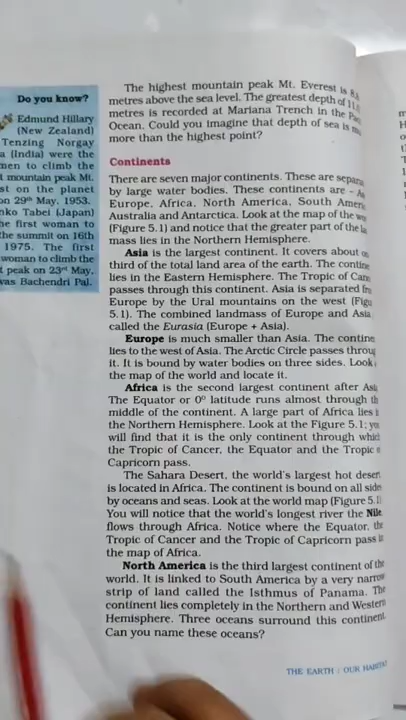 Do you know?
Edmund Hillary
(New Zealand)
Tenzing Norgay
(India) were the
men to climb the
mountain peak Mt.
on the planet
on 29th May, 1953.
Tabei (Japan)
first woman to
the summit on 16th
1975. The first
woman to climb the
peak on 23rd May,
was Bachendri Pal.
The highest mountain peak Mt. Everest is
metres above the sea level. The greatest depth of
metres is recorded at Mariana Trench in the
Ocean. Could you imagine that depth of sea is
more than the highest point?
Continents
There are seven major continents. These are
by large water bodies. These continents are –
Europe, Africa, North America, South
Australia and Antarctica. Look at the map of the
(Figure 5.1) and notice that the greater part of the
mass lies in the Northern Hemisphere.
Asia is the largest continent. It covers about
third of the total land area of the earth. The
lies in the Eastern Hemisphere. The Tropic of
passes through this continent. Asia is separated
Europe by the Ural mountains on the west
5.1). The combined landmass of Europe and Asia
called the Eurasia (Europe + Asia).
Europe is much smaller than Asia. The
lies to the west of Asia. The Arctic Circle passes
it. It is bound by water bodies on three sides. Look
the map of the world and locate it.
Africa is the second largest continent after
The Equator or 0° latitude runs almost through
middle of the continent. A large part of Africa lies
the Northern Hemisphere. Look at the Figure 5.1;
will find that it is the only continent through
the Tropic of Cancer, the Equator and the Tropic
Capricorn pass.
The Sahara Desert, the world's largest hot
is located in Africa. The continent is bound on all
by oceans and seas. Look at the world map (Figure 5.1)
You will notice that the world's longest river the Nile
flows through Africa. Notice where the Equator, the
Tropic of Cancer and the Tropic of Capricorn pass
the map of Africa.
North America is the third largest continent of the
world. It is linked to South America by a very narrow
strip of land called the Isthmus of Panama. The
continent lies completely in the Northern and Western
Hemisphere. Three oceans surround this continent.
Can you name these oceans?
THE EARTH : OUR